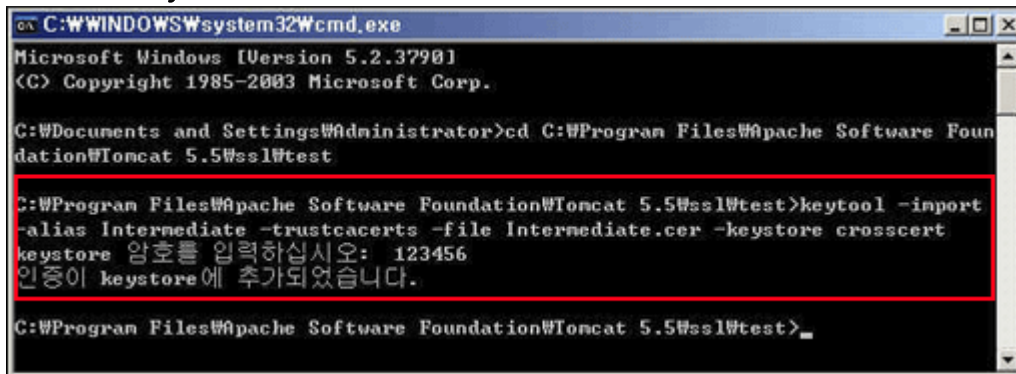 C:₩WINDOWS₩system32₩cmd.exe
Microsoft Windows [Version 5.2.3790]
(C) Copyright 1985-2003 Microsoft Corp.
C:₩Documents and Settings₩Administrator>cd C:₩Program Files₩Apache Software Foun
dation₩Tomcat 5.5₩ssl₩test
C:₩Program Files₩Apache Software Foundation₩Tomcat 5.5₩ssl₩test>keytool -import
-alias Intermediate -trustcacerts -file Intermediate.cer -keystore crosscert
keystore 암호를 입력하십시오:  123456
인증이 keystore에 추가되었습니다.
C:₩Program Files₩Apache Software Foundation₩Tomcat 5.5₩ssl₩test>_